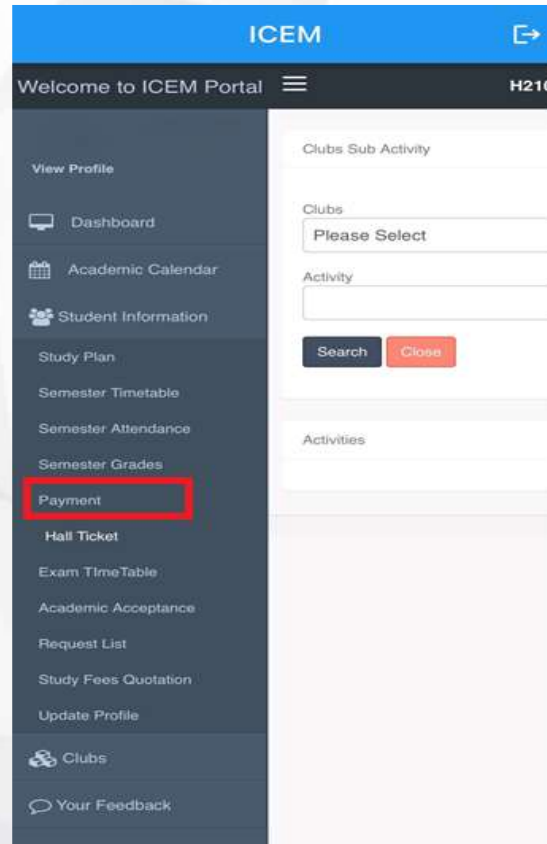 ICEM
Welcome to ICEM Portal
H210
View Profile
Dashboard
Academic Calendar
Student Information
Study Plan
Semester Timetable
Semester Attendance
Semester Grades
Payment
Hall Ticket
Exam TImeTable
Academic Acceptance
Request List
Study Fees Quotation
Update Profile
Clubs
Your Feedback
Clubs Sub Activity
Clubs
Please Select
Activity
Search Close
Activities